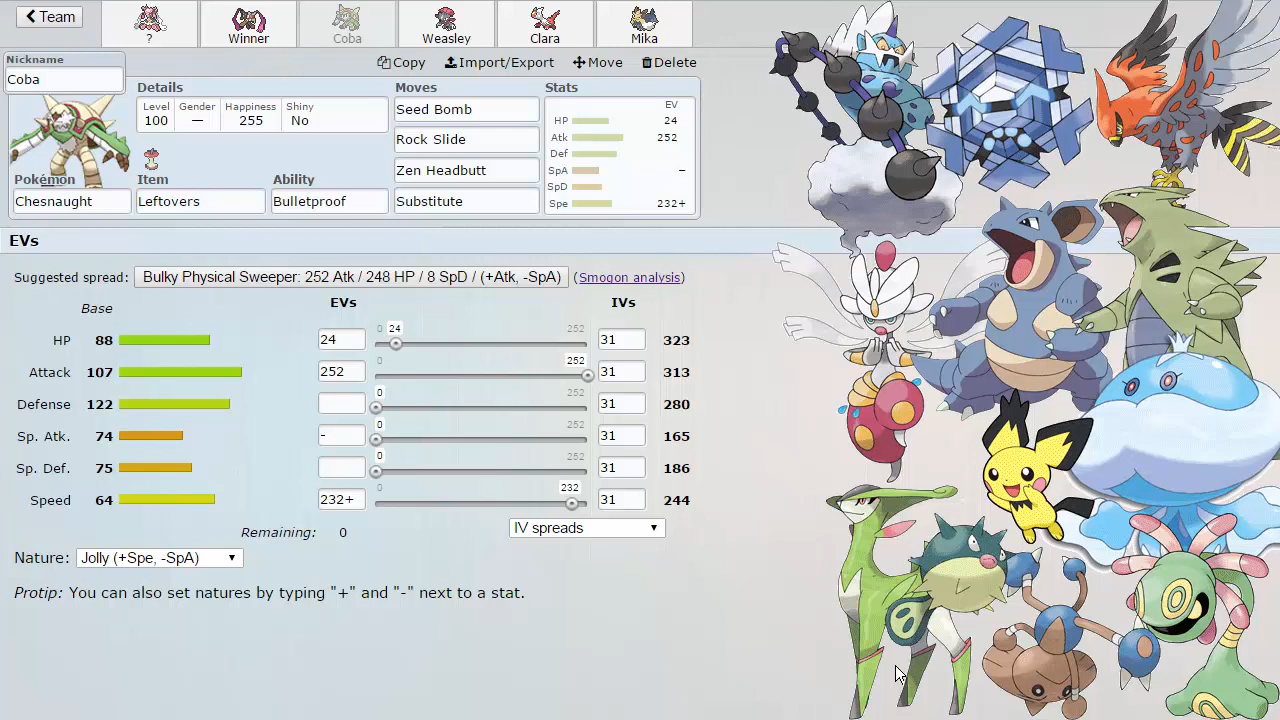 Team
?
Winner
Coba
Weasley
Clara
Mika
Nickname
Coba
Copy
Import/Export
Move
Delete
Details
Level
100
Gender
—
Happiness
255
Shiny
No
Pokémon
Chesnaught
Item
Leftovers
Ability
Bulletproof
Moves
Seed Bomb
Rock Slide
Zen Headbutt
Substitute
Stats
EV
HP 24
Atk 252
Def
SpA –
SpD
Spe 232+
EVs
Suggested spread: Bulky Physical Sweeper: 252 Atk / 248 HP / 8 SpD / (+Atk, -SpA) (Smogon analysis)
Base EVs IVs
HP 88 24 0 24 252 31 323
Attack 107 252 0 252 31 313
Defense 122 0 252 31 280
Sp. Atk. 74 - 0 252 31 165
Sp. Def. 75 0 252 31 186
Speed 64 232+ 0 232 31 244
Remaining: 0 IV spreads
Nature: Jolly (+Spe, -SpA)
Protip: You can also set natures by typing "+" and "-" next to a stat.